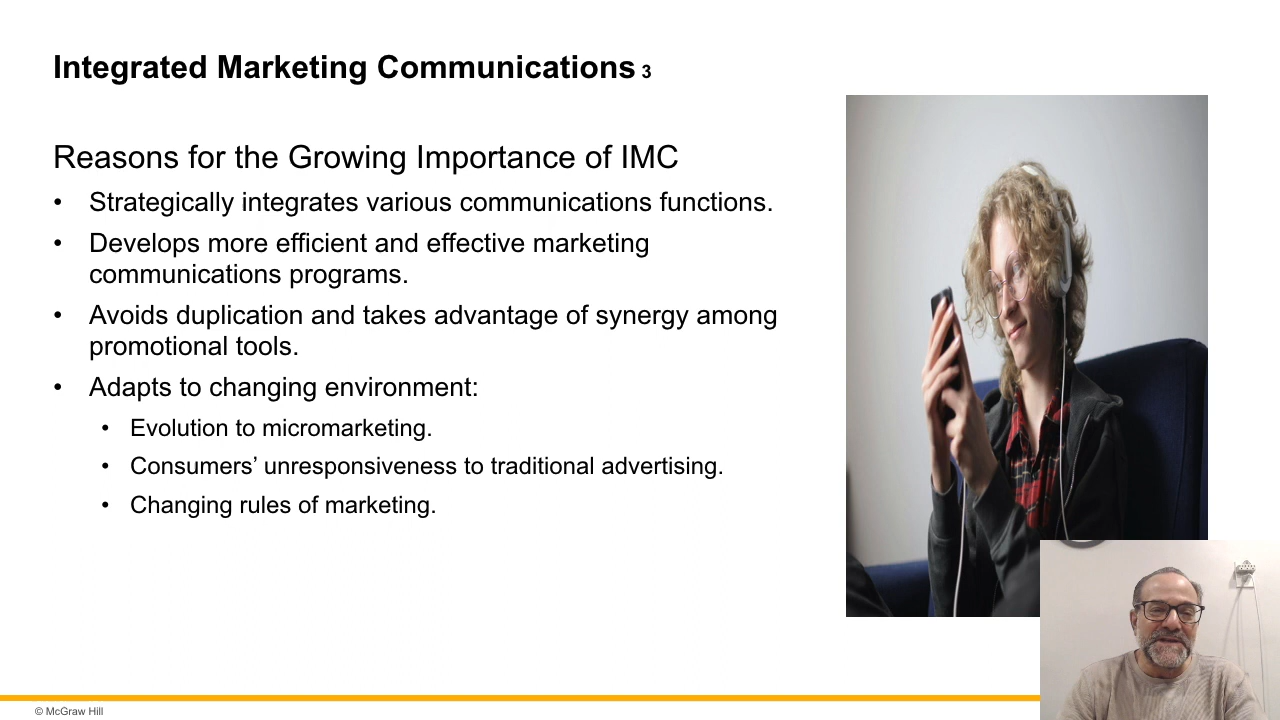 Integrated Marketing Communications 3
Reasons for the Growing Importance of IMC
• Strategically integrates various communications functions.
• Develops more efficient and effective marketing
communications programs.
• Avoids duplication and takes advantage of synergy among
promotional tools.
• Adapts to changing environment:
• Evolution to micromarketing.
• Consumers’ unresponsiveness to traditional advertising.
• Changing rules of marketing.
© McGraw Hill